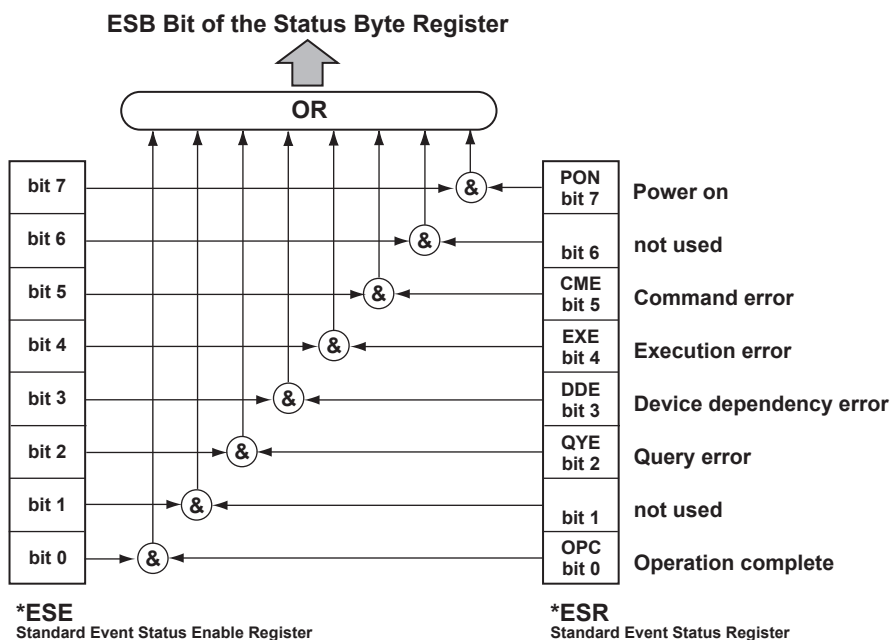 ESB Bit of the Status Byte Register
OR
bit 7
&
PON
bit 7
Power on
bit 6
&
bit 6
not used
bit 5
&
CME
bit 5
Command error
bit 4
&
EXE
bit 4
Execution error
bit 3
&
DDE
bit 3
Device dependency error
bit 2
&
QYE
bit 2
Query error
bit 1
&
bit 1
not used
bit 0
&
OPC
bit 0
Operation complete
*ESE
Standard Event Status Enable Register
*ESR
Standard Event Status Register